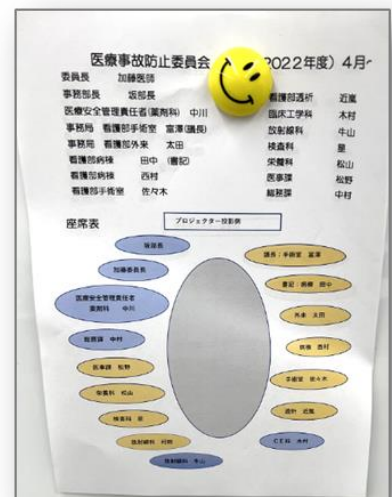 医療事故防止委員会 2022年度）4月
委員長 加藤医師
事務部長 坂部長
医療安全管理責任者(薬剤科) 中川
事務局 看護部手術室 富澤(議長)
事務局 看護部外来 太田
看護部病棟 田中 (書記)
看護部病棟 西村
看護部手術室 佐々木
看護部透析 近嵐
臨床工学科 木村
放射線科 牛山
検査科 星
栄養科 松山
医事課 松野
総務課 中村
座席表
プロジェクター投影側
坂部長
加藤委員長
医療安全管理責任者
薬剤科 中川
総務課 中村
医事課 松野
栄養科 松山
検査科 星
放射線科
放射線科 牛山
議長：手術室 富澤
書記：病棟 田中
外来 太田
病棟 西村
手術室 佐々木
透析 近嵐
CE科 木村